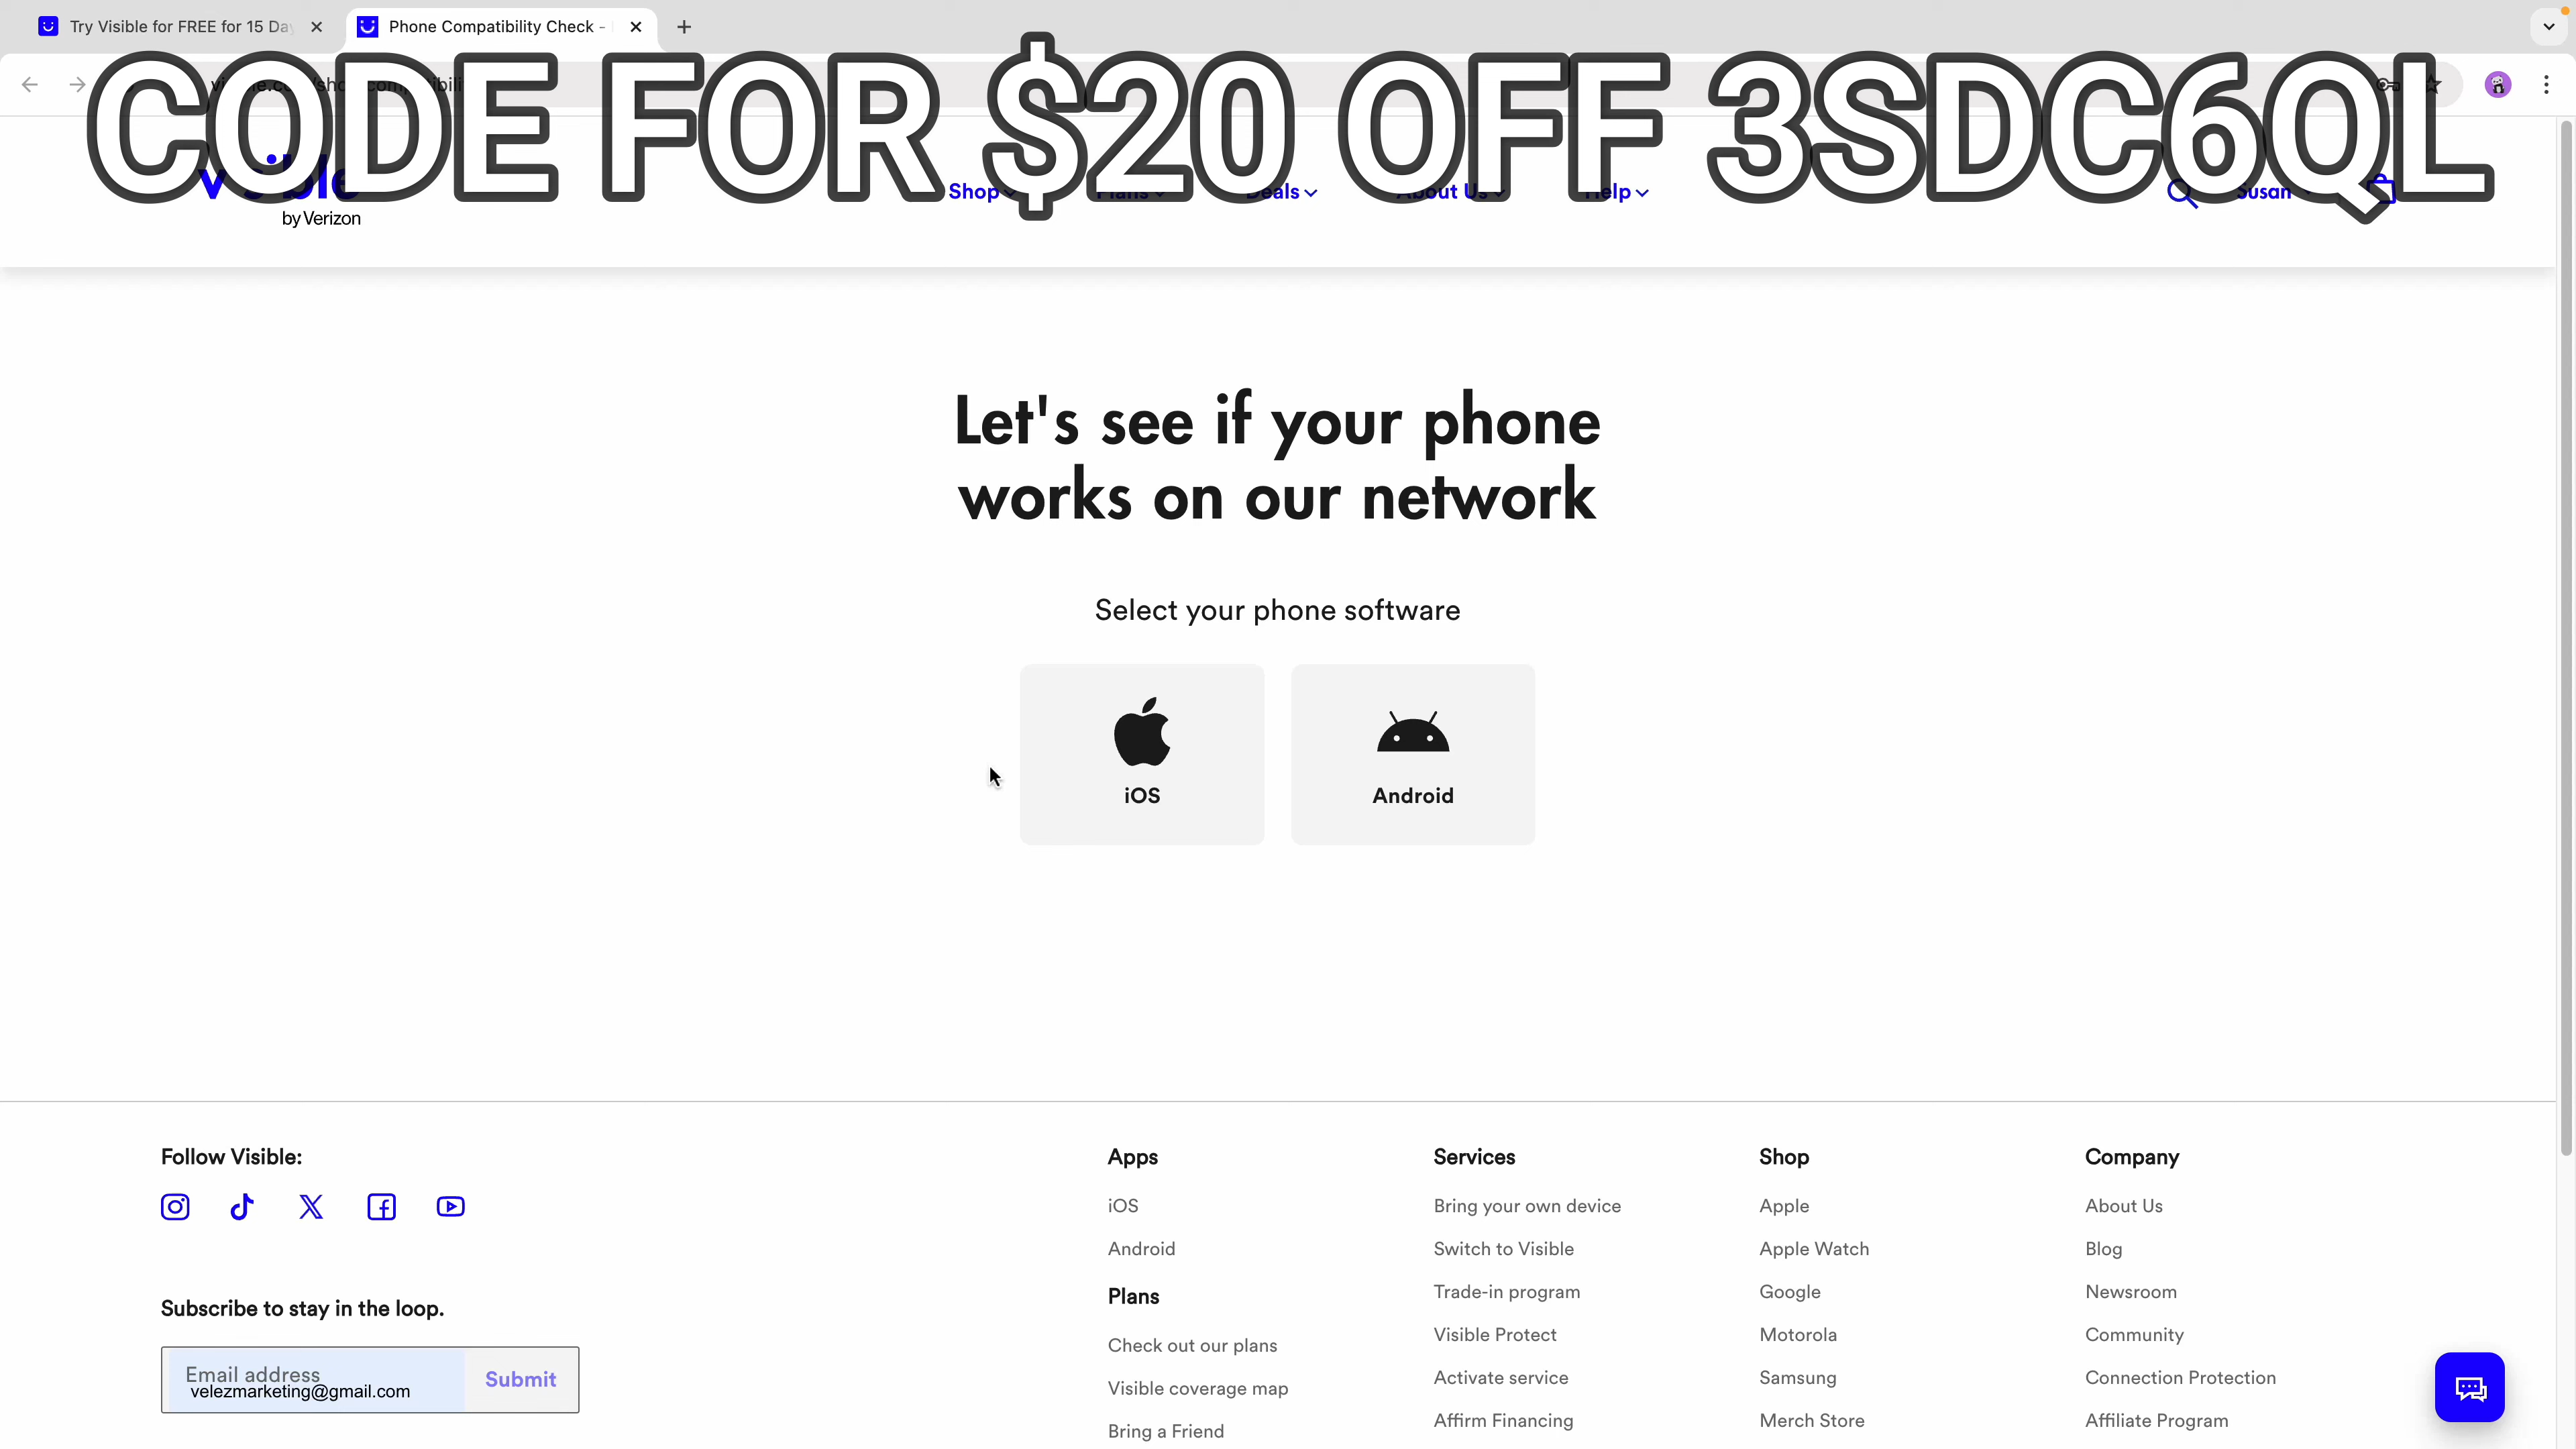 Try Visible for FREE for 15 Da
Phone Compatibility Check -
CODE FOR $20 OFF 3SDC6QL
by Verizon
Shop
Plans
Deals
About Us
Help
Susan
Let's see if your phone
works on our network
Select your phone software
iOS
Android
Follow Visible:
Subscribe to stay in the loop.
Email address
velezmarketing@gmail.com
Submit
Apps
iOS
Android
Plans
Check out our plans
Visible coverage map
Bring a Friend
Services
Bring your own device
Switch to Visible
Trade-in program
Visible Protect
Activate service
Affirm Financing
Shop
Apple
Apple Watch
Google
Motorola
Samsung
Merch Store
Company
About Us
Blog
Newsroom
Community
Connection Protection
Affiliate Program